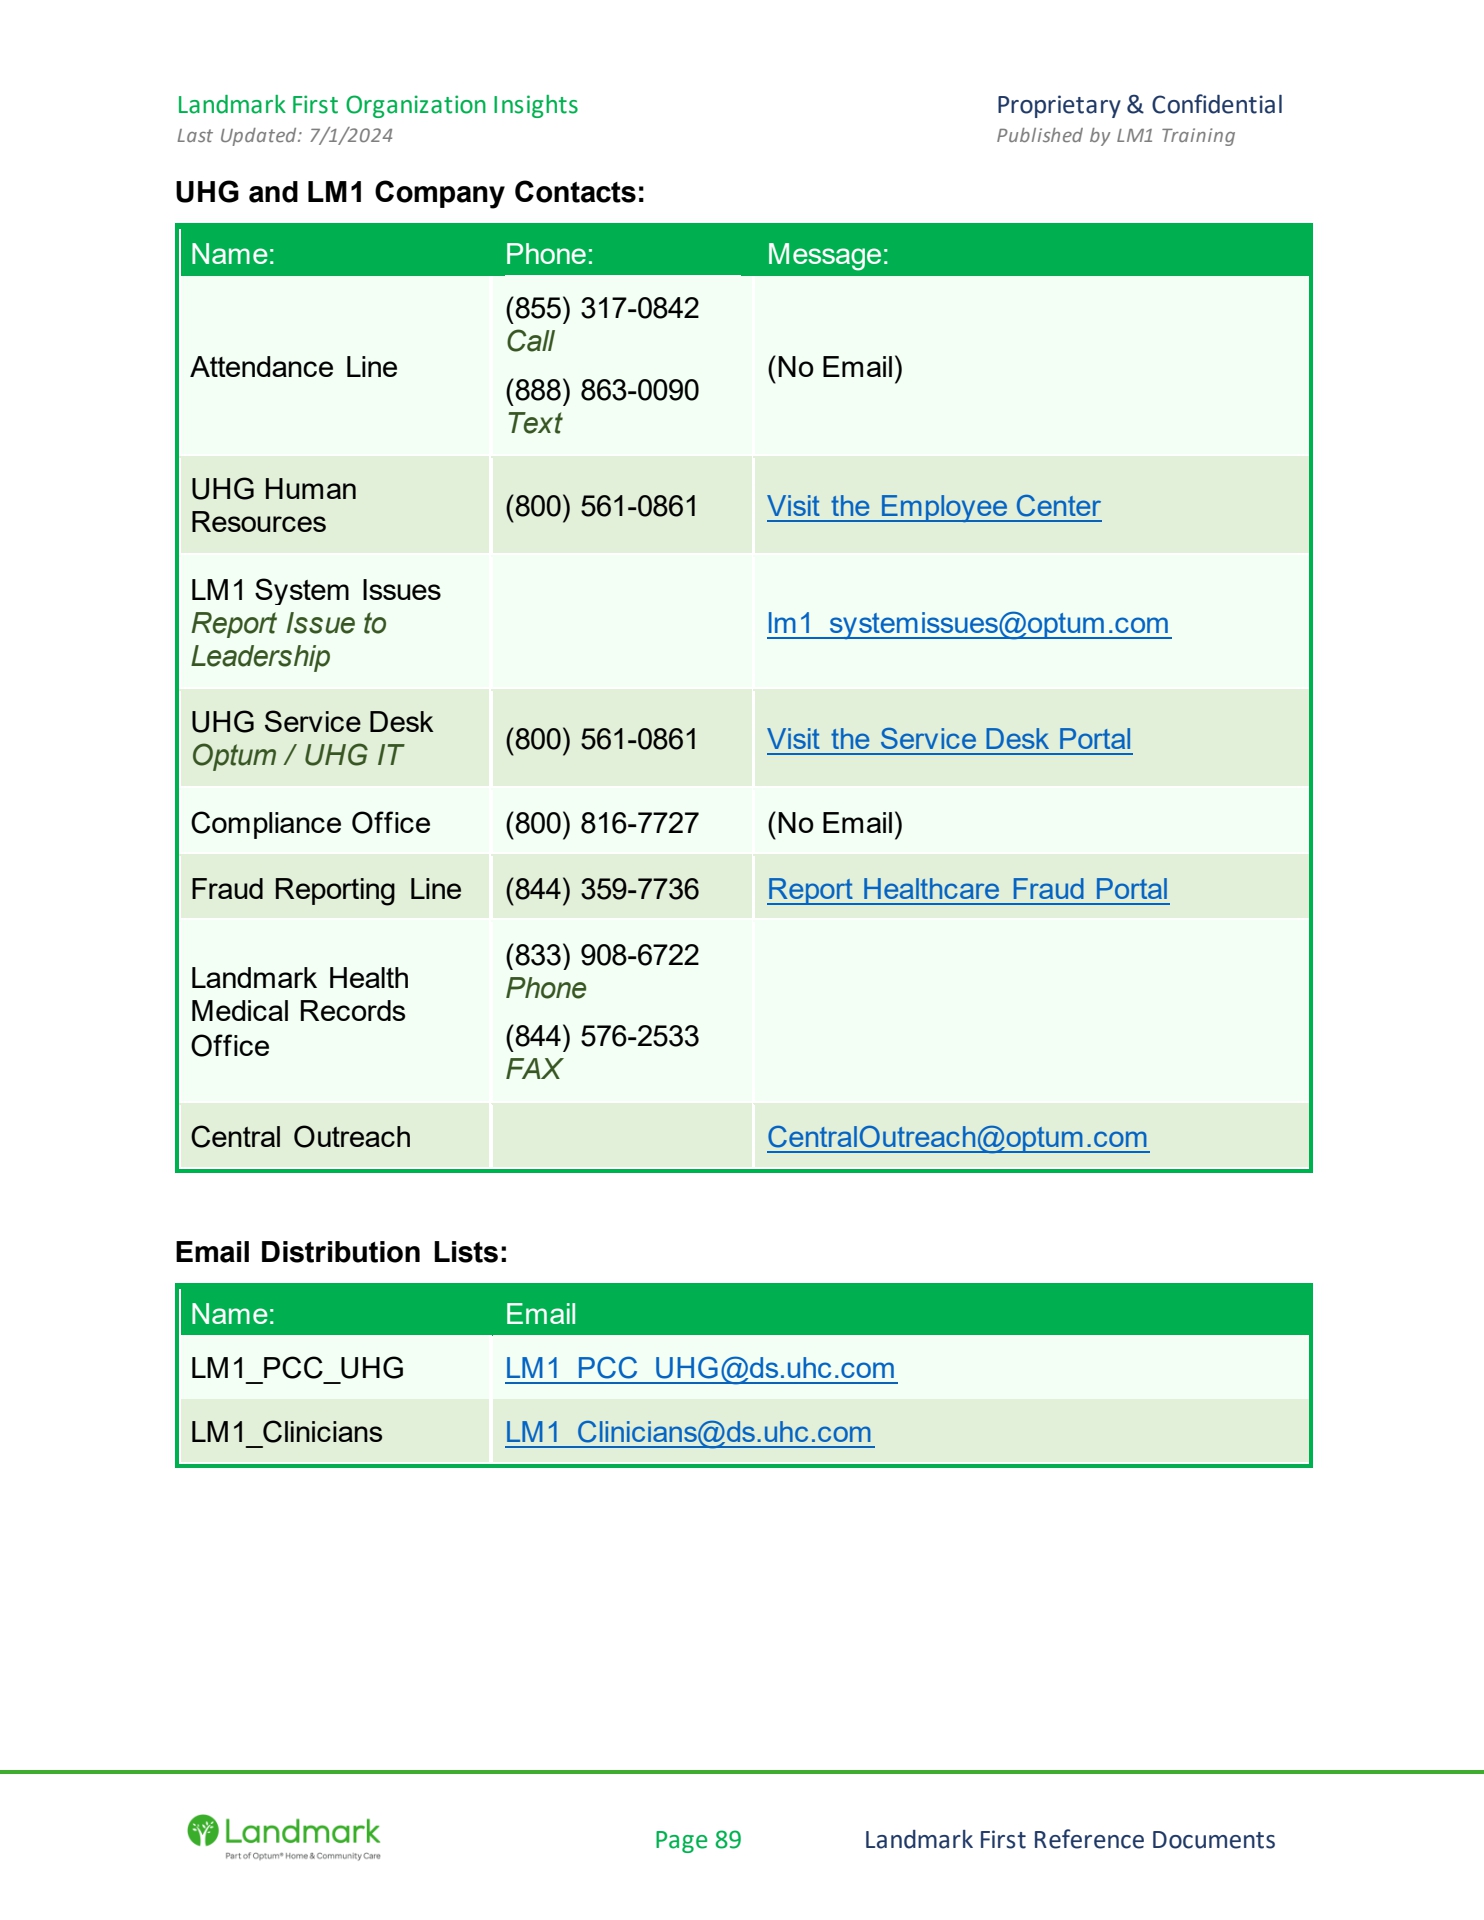 Landmark First Organization Insights
Proprietary & Confidential
Last Updated: 7/1/2024
Published by LM1 Training
UHG and LM1 Company Contacts:
Name: Phone: Message:
Attendance Line
(855) 317-0842
Call
(888) 863-0090
Text
(No Email)
UHG Human
Resources
(800) 561-0861
Visit the Employee Center
LM1 System Issues
Report Issue to
Leadership
lm1_systemissues@optum.com
UHG Service Desk
Optum / UHG IT
(800) 561-0861
Visit the Service Desk Portal
Compliance Office
(800) 816-7727
(No Email)
Fraud Reporting Line
(844) 359-7736
Report Healthcare Fraud Portal
Landmark Health
Medical Records
Office
(833) 908-6722
Phone
(844) 576-2533
FAX
Central Outreach
CentralOutreach@optum.com
Email Distribution Lists:
Name: Email
LM1_PCC_UHG
LM1_PCC_UHG@ds.uhc.com
LM1_Clinicians
LM1_Clinicians@ds.uhc.com
Landmark
Part of Optum® Home & Community Care
Page 89
Landmark First Reference Documents